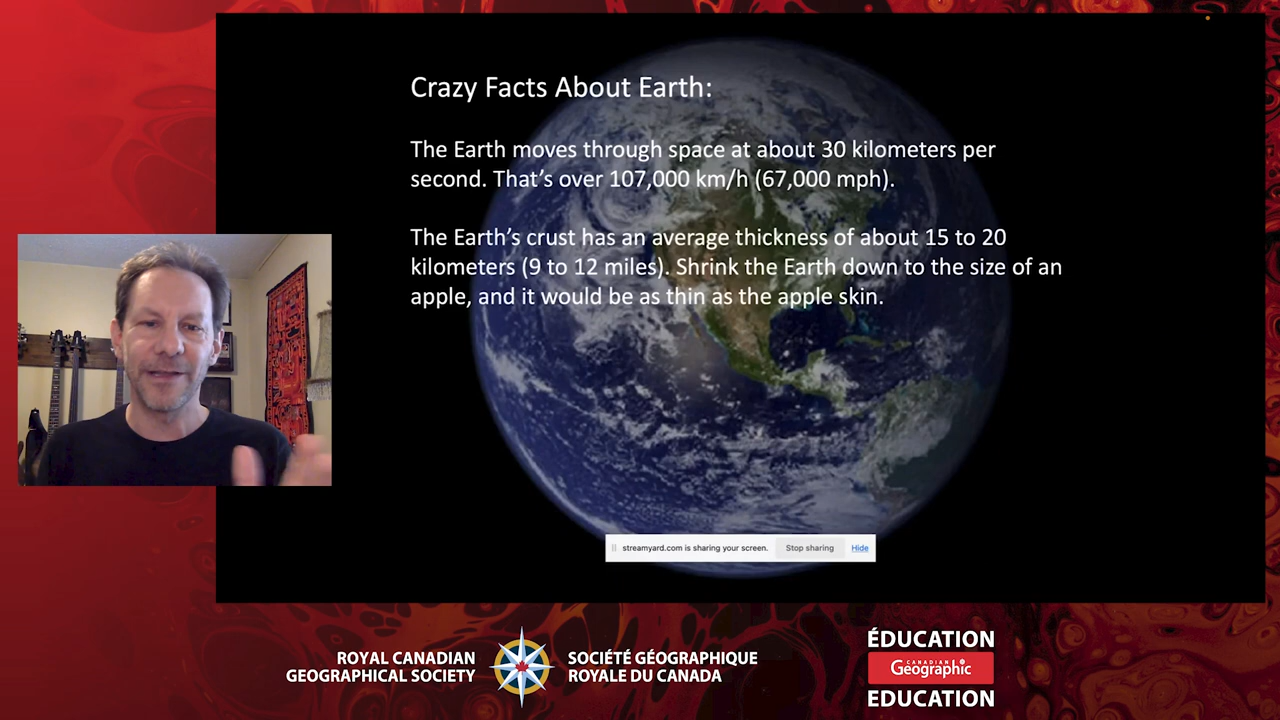 Crazy Facts About Earth:
The Earth moves through space at about 30 kilometers per
second. That's over 107,000 km/h (67,000 mph).
The Earth's crust has an average thickness of about 15 to 20
kilometers (9 to 12 miles). Shrink the Earth down to the size of an
apple, and it would be as thin as the apple skin.
streamyard.com is sharing your screen. Stop sharing Hide
ROYAL CANADIAN
GEOGRAPHICAL SOCIETY
SOCIÉTÉ GÉOGRAPHIQUE
ROYALE DU CANADA
ÉDUCATION
CANADIAN
Geographic
EDUCATION